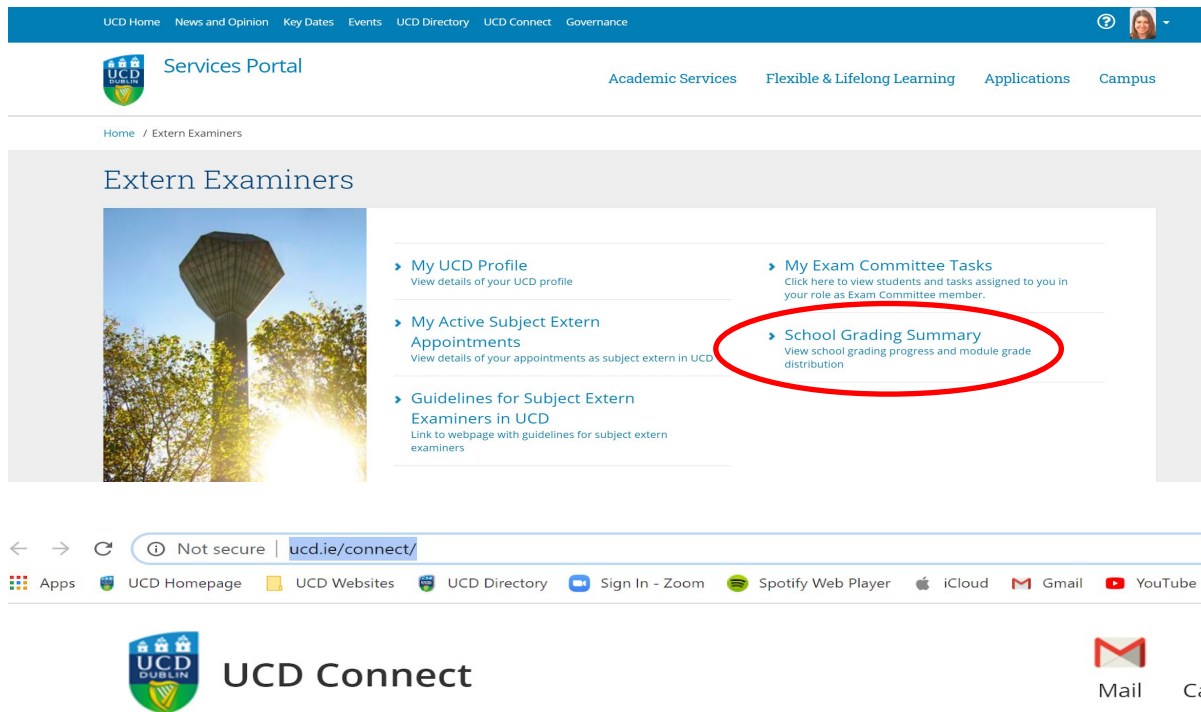 UCD Home News and Opinion Key Dates Events UCD Directory UCD Connect Governance
UCD
DUBLIN
Services Portal
Academic Services Flexible & Lifelong Learning Applications Campus
Home / Extern Examiners
Extern Examiners
My UCD Profile
View details of your UCD profile
My Active Subject Extern
Appointments
View details of your appointments as subject extern in UCD
Guidelines for Subject Extern
Examiners in UCD
Link to webpage with guidelines for subject extern
examiners
My Exam Committee Tasks
Click here to view students and tasks assigned to you in
your role as Exam Committee member.
School Grading Summary
View school grading progress and module grade
distribution
Not secure | ucd.ie/connect/
Apps UCD Homepage UCD Websites UCD Directory Sign In - Zoom Spotify Web Player iCloud Gmail YouTube
UCD
DUBLIN
UCD Connect
Mail Ca